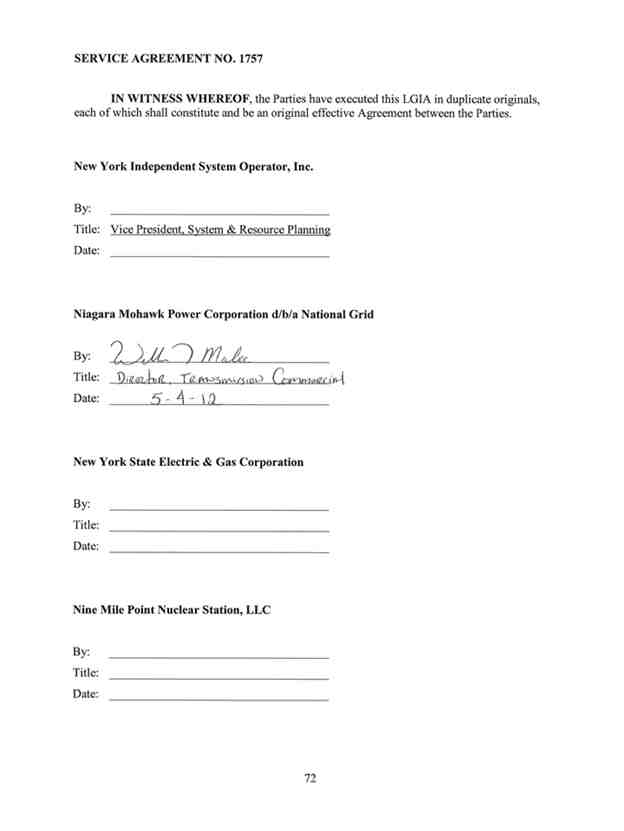 SERVICE AGREEMENT NO. 1757
IN WITNESS WHEREOF, the Parties have executed this LGIA in duplicate originals,
each of which shall constitute and be an original effective Agreement between the Parties.
New York Independent System Operator, Inc.
By:
Title: Vice President, System & Resource Planning
Date:
Niagara Mohawk Power Corporation d/b/a National Grid
By: Will Malee
Title: Director, Transmission Commercial
Date: 5-4-12
New York State Electric & Gas Corporation
By:
Title:
Date:
Nine Mile Point Nuclear Station, LLC
By:
Title:
Date:
72